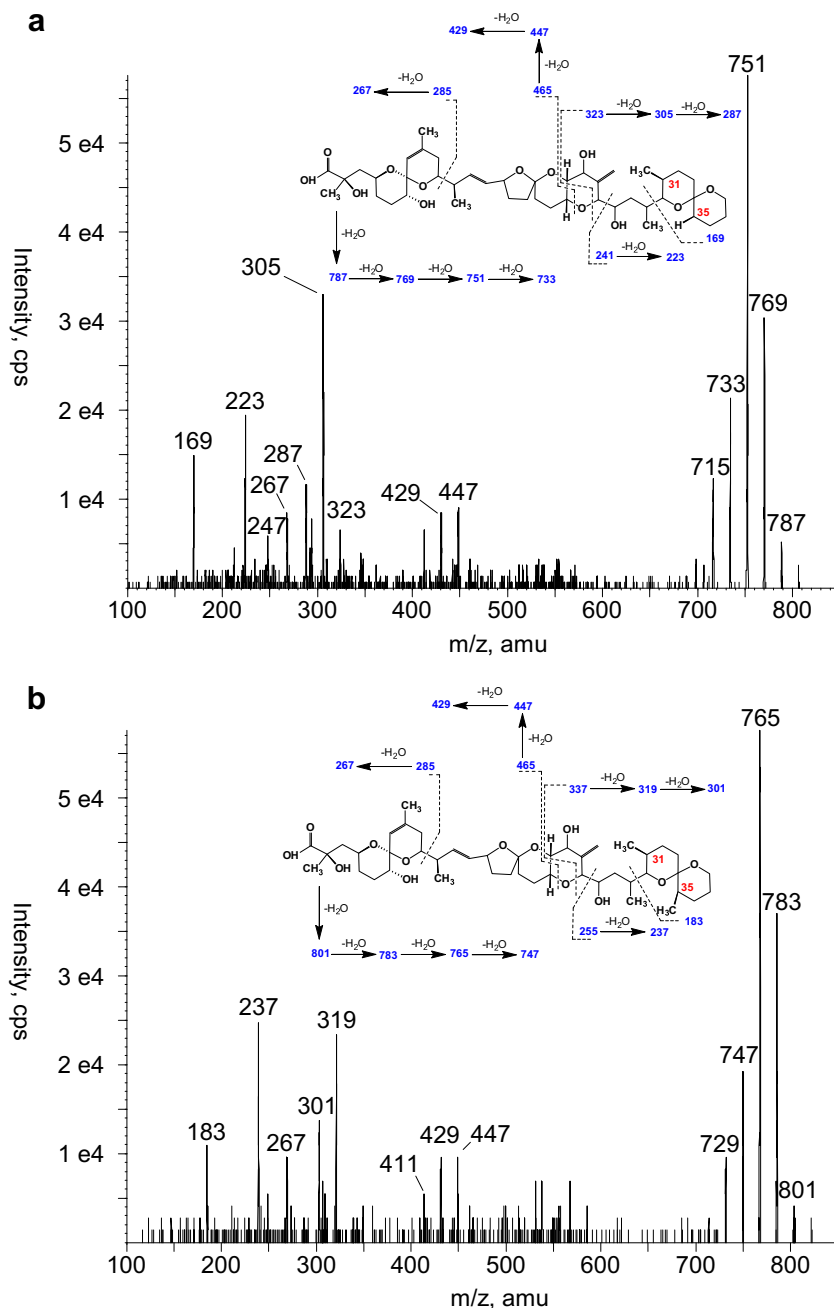 a
-H₂O
429 447
751
-H₂O
-H₂O -H₂O -H₂O
267 285 465 323 305 287
CH₃ OH
O H
OH O O O O CH₃ 31 O
CH₃ OH O OH CH₃ O O H O O 35
H OH CH₃ H
-H₂O -H₂O 169
241 223
-H₂O -H₂O -H₂O
787 769 751 733
305
769
733
223
169
715
287
267
247 323 429 447
787
5 e4
4 e4
3 e4
2 e4
1 e4
Intensity, cps
100 200 300 400 500 600 700 800
m/z, amu
b
-H₂O
429 447
765
-H₂O
-H₂O -H₂O -H₂O
267 285 465 337 319 301
CH₃ OH
O H
OH O O O O CH₃ 31 O
CH₃ OH O OH CH₃ O O H O O 35
H OH CH₃ CH₃
-H₂O -H₂O 183
255 237
-H₂O -H₂O -H₂O
801 783 765 747
783
237 319
747
301
183
267 429 447
411
729
801
5 e4
4 e4
3 e4
2 e4
1 e4
Intensity, cps
100 200 300 400 500 600 700 800
m/z, amu